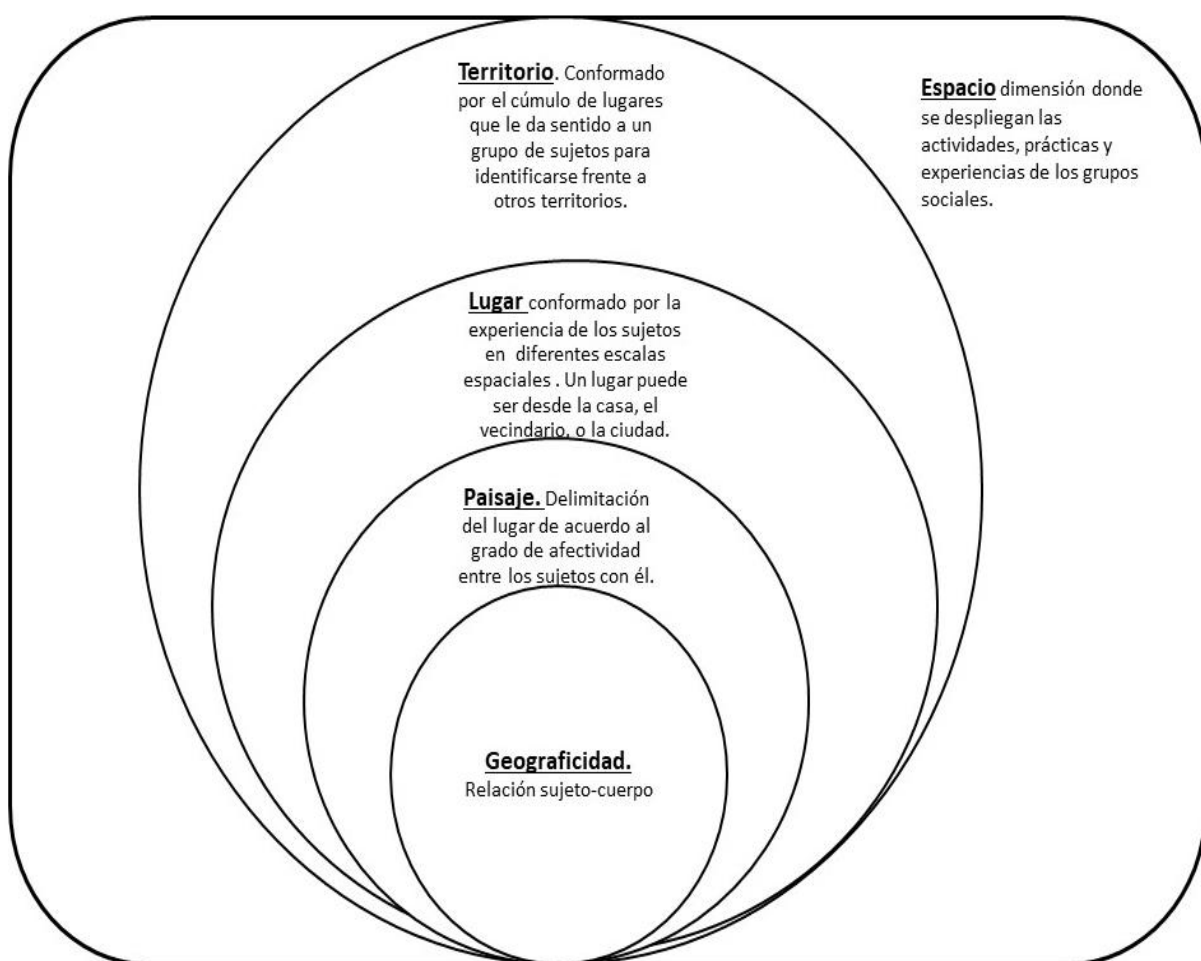 Territorio. Conformado
por el cúmulo de lugares
que le da sentido a un
grupo de sujetos para
identificarse frente a
otros territorios.
Espacio dimensión donde
se despliegan las
actividades, prácticas y
experiencias de los grupos
sociales.
Lugar conformado por la
experiencia de los sujetos
en diferentes escalas
espaciales . Un lugar puede
ser desde la casa, el
vecindario, o la ciudad.
Paisaje. Delimitación
del lugar de acuerdo al
grado de afectividad
entre los sujetos con él.
Geograficidad.
Relación sujeto-cuerpo